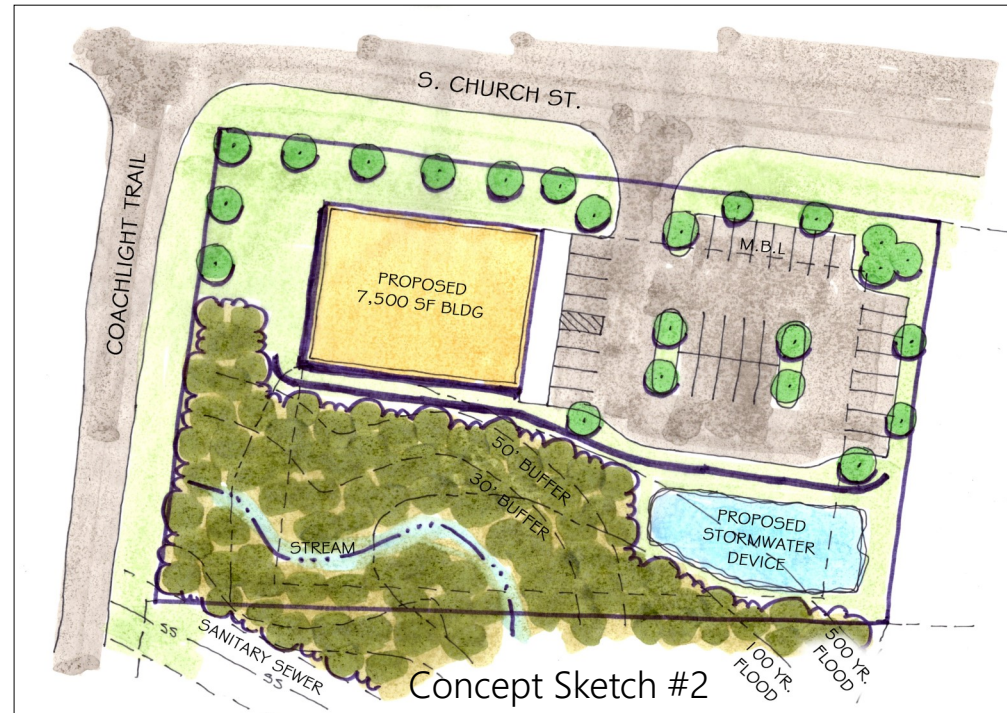 S. CHURCH ST.
COACHLIGHT TRAIL
M.B.L
PROPOSED
7,500 SF BLDG
50' BUFFER
30' BUFFER
STREAM
PROPOSED
STORMWATER
DEVICE
SS
SANITARY SEWER
SS
100 YR.
FLOOD
500 YR.
FLOOD
Concept Sketch #2